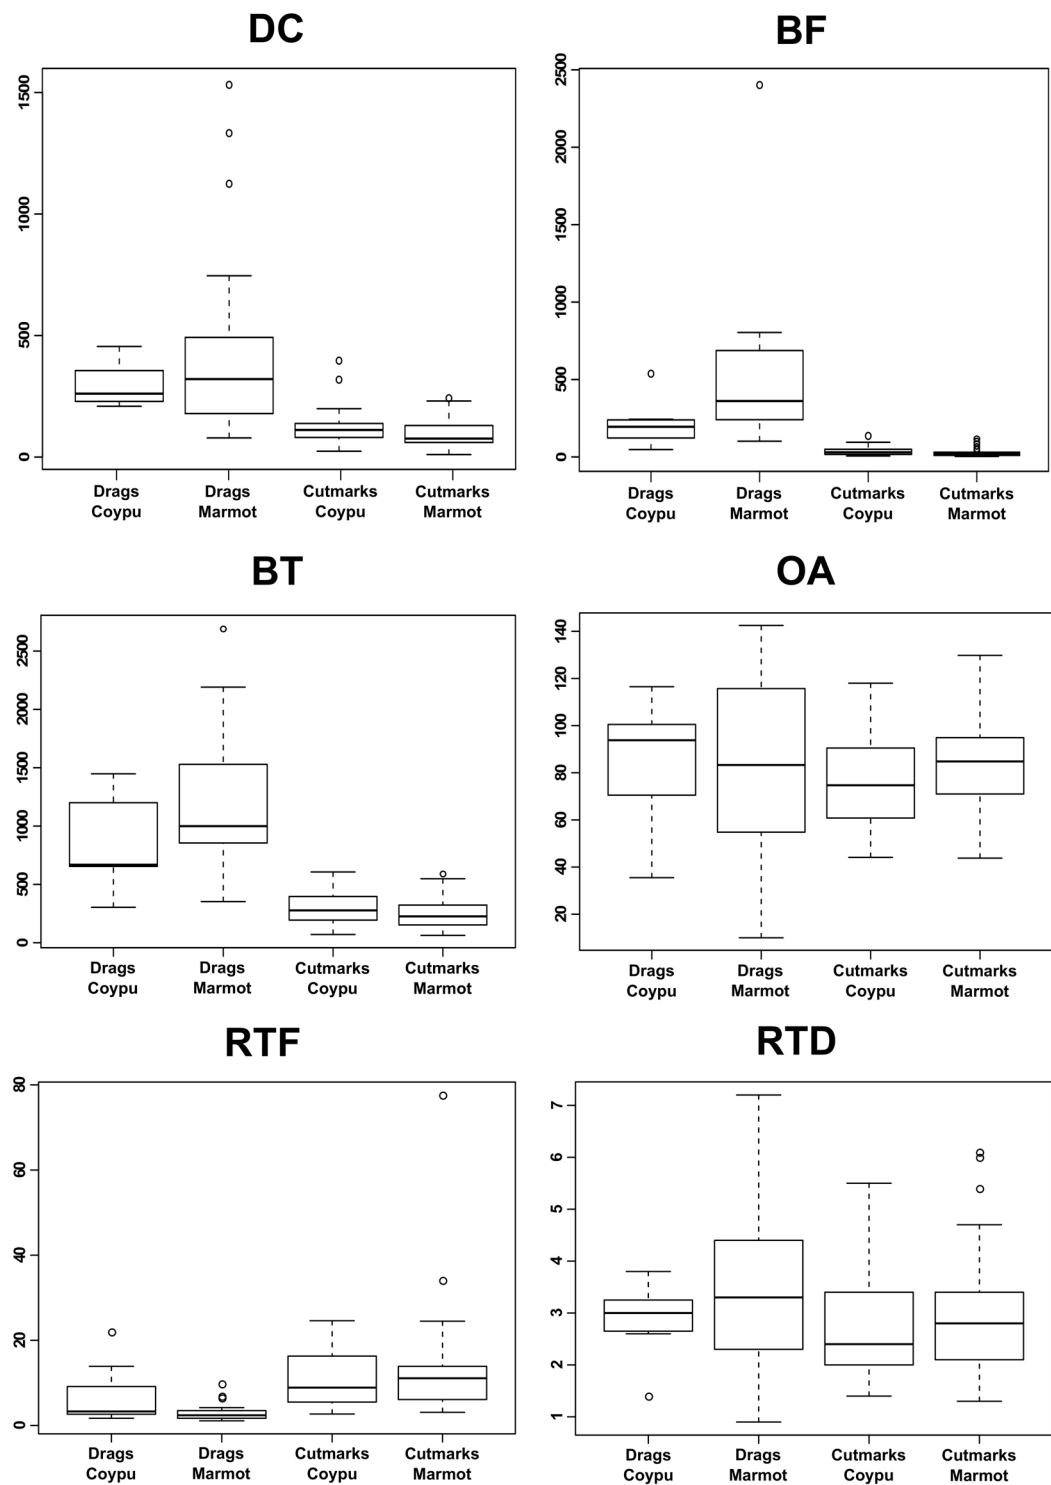 DC
1500
1000
500
0
Drags Coypu
Drags Marmot
Cutmarks Coypu
Cutmarks Marmot
BF
2500
2000
1500
1000
500
0
Drags Coypu
Drags Marmot
Cutmarks Coypu
Cutmarks Marmot
BT
2500
2000
1500
1000
500
0
Drags Coypu
Drags Marmot
Cutmarks Coypu
Cutmarks Marmot
OA
140
120
100
80
60
40
20
Drags Coypu
Drags Marmot
Cutmarks Coypu
Cutmarks Marmot
RTF
80
60
40
20
0
Drags Coypu
Drags Marmot
Cutmarks Coypu
Cutmarks Marmot
RTD
7
6
5
4
3
2
1
Drags Coypu
Drags Marmot
Cutmarks Coypu
Cutmarks Marmot